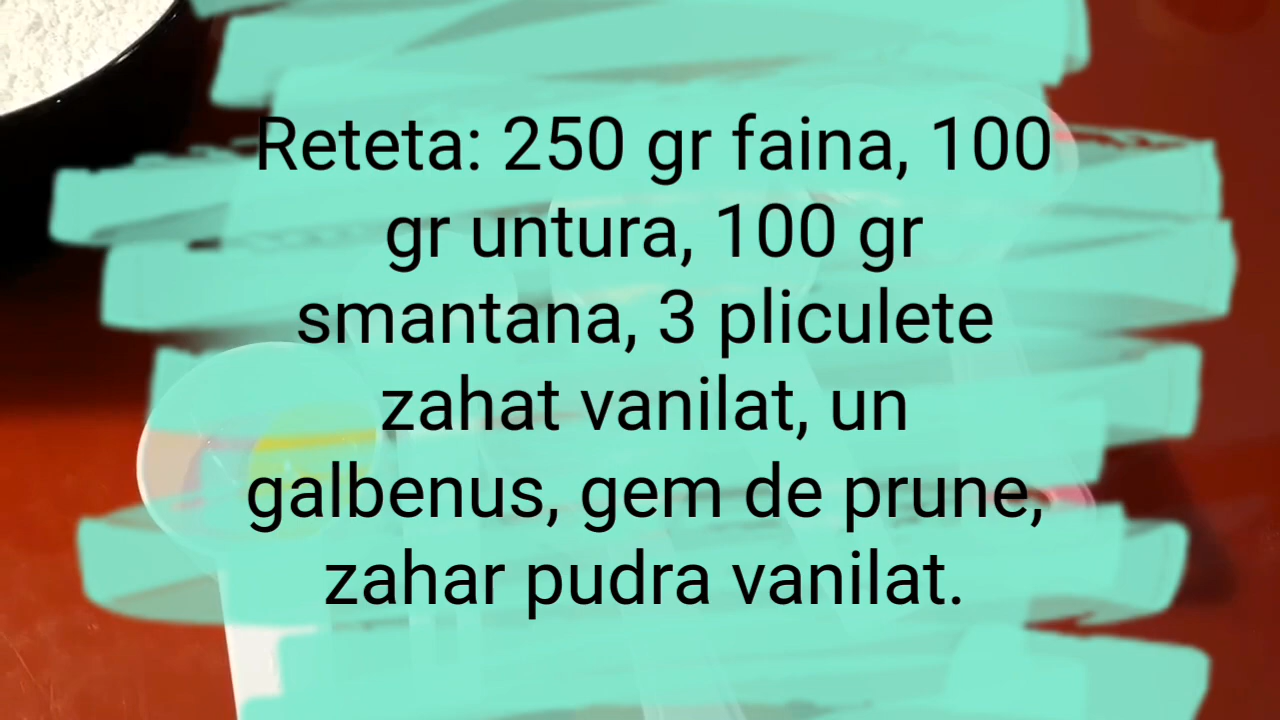 Reteta: 250 gr faina, 100
gr untura, 100 gr
smantana, 3 pliculete
zahat vanilat, un
galbenus, gem de prune,
zahar pudra vanilat.